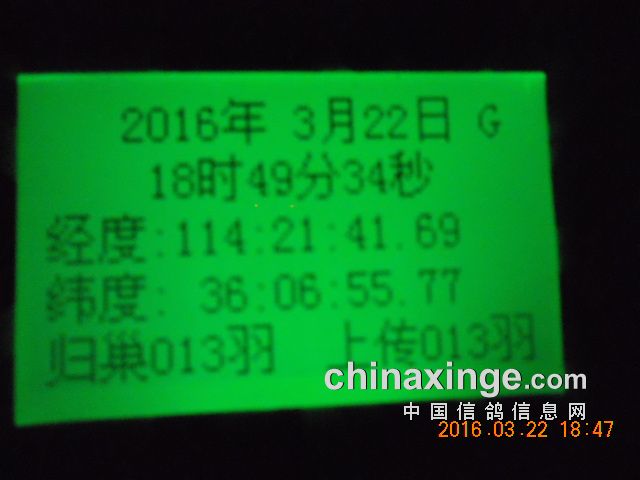 2016年 3月22日 G
18时49分34秒
经度:114:21:41.69
纬度: 36:06:55.77
归巢013羽 上传013羽
chinaxinge.com
中国信鸽信息网
2016.03.22 18:47